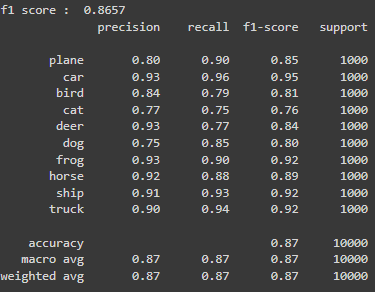 f1 score :  0.8657
              precision    recall  f1-score   support

       plane       0.80      0.90      0.85      1000
         car       0.93      0.96      0.95      1000
        bird       0.84      0.79      0.81      1000
         cat       0.77      0.75      0.76      1000
        deer       0.93      0.77      0.84      1000
         dog       0.75      0.85      0.80      1000
        frog       0.93      0.90      0.92      1000
       horse       0.92      0.88      0.89      1000
        ship       0.91      0.93      0.92      1000
       truck       0.90      0.94      0.92      1000

    accuracy                           0.87     10000
   macro avg       0.87      0.87      0.87     10000
weighted avg       0.87      0.87      0.87     10000